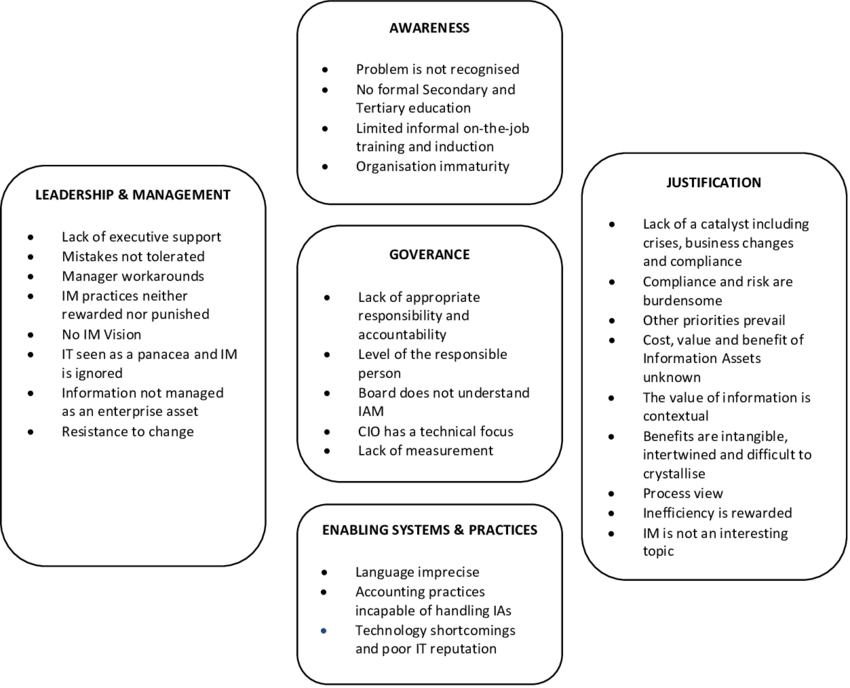 AWARENESS
• Problem is not recognised
• No formal Secondary and
Tertiary education
• Limited informal on-the-job
training and induction
• Organisation immaturity
LEADERSHIP & MANAGEMENT
• Lack of executive support
• Mistakes not tolerated
• Manager workarounds
• IM practices neither
rewarded nor punished
• No IM Vision
• IT seen as a panacea and IM
is ignored
• Information not managed
as an enterprise asset
• Resistance to change
GOVERANCE
• Lack of appropriate
responsibility and
accountability
• Level of the responsible
person
• Board does not understand
IAM
• CIO has a technical focus
• Lack of measurement
JUSTIFICATION
• Lack of a catalyst including
crises, business changes
and compliance
• Compliance and risk are
burdensome
• Other priorities prevail
• Cost, value and benefit of
Information Assets
unknown
• The value of information is
contextual
• Benefits are intangible,
intertwined and difficult to
crystallise
• Process view
• Inefficiency is rewarded
• IM is not an interesting
topic
ENABLING SYSTEMS & PRACTICES
• Language imprecise
• Accounting practices
incapable of handling IAs
• Technology shortcomings
and poor IT reputation